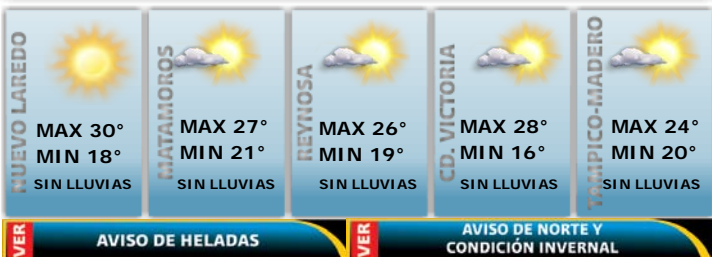 NUEVO LAREDO
MAX 30°
MIN 18°
SIN LLUVIAS
MATAMOROS
MAX 27°
MIN 21°
SIN LLUVIAS
REYNOSA
MAX 26°
MIN 19°
SIN LLUVIAS
CD. VICTORIA
MAX 28°
MIN 16°
SIN LLUVIAS
TAMPICO-MADERO
MAX 24°
MIN 20°
SIN LLUVIAS
VER
AVISO DE HELADAS
VER
AVISO DE NORTE Y
CONDICIÓN INVERNAL